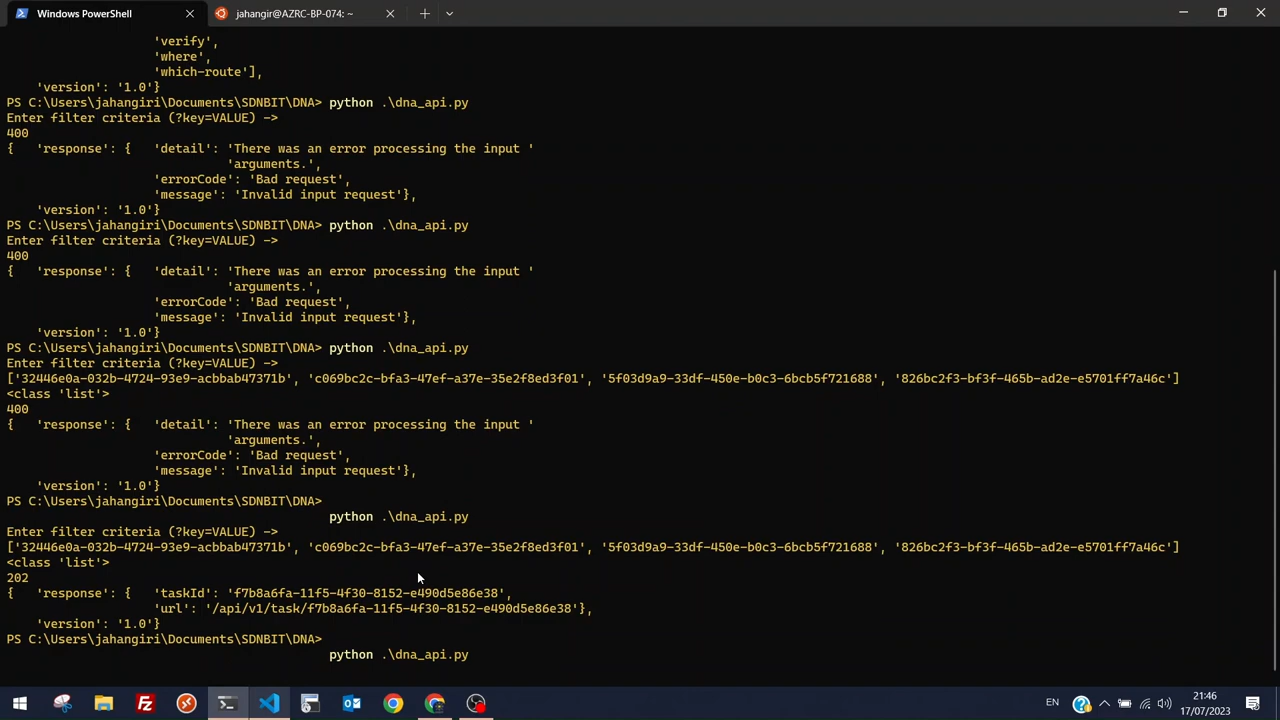 Windows PowerShell
jahangir@AZRC-BP-074: ~
'verify',
'where',
'which-route'],
'version': '1.0'}
PS C:\Users\jahangiri\Documents\SDNBIT\DNA> python .\dna_api.py
Enter filter criteria (?key=VALUE) ->
400
{ 'response': { 'detail': 'There was an error processing the input '
'arguments.',
'errorCode': 'Bad request',
'message': 'Invalid input request'},
'version': '1.0'}
PS C:\Users\jahangiri\Documents\SDNBIT\DNA> python .\dna_api.py
Enter filter criteria (?key=VALUE) ->
400
{ 'response': { 'detail': 'There was an error processing the input '
'arguments.',
'errorCode': 'Bad request',
'message': 'Invalid input request'},
'version': '1.0'}
PS C:\Users\jahangiri\Documents\SDNBIT\DNA> python .\dna_api.py
Enter filter criteria (?key=VALUE) ->
['32446e0a-032b-4724-93e9-acbbab47371b', 'c069bc2c-bfa3-47ef-a37e-35e2f8ed3f01', '5f03d9a9-33df-450e-b0c3-6bcb5f721688', '826bc2f3-bf3f-465b-ad2e-e5701ff7a46c']
<class 'list'>
400
{ 'response': { 'detail': 'There was an error processing the input '
'arguments.',
'errorCode': 'Bad request',
'message': 'Invalid input request'},
'version': '1.0'}
PS C:\Users\jahangiri\Documents\SDNBIT\DNA>
python .\dna_api.py
Enter filter criteria (?key=VALUE) ->
['32446e0a-032b-4724-93e9-acbbab47371b', 'c069bc2c-bfa3-47ef-a37e-35e2f8ed3f01', '5f03d9a9-33df-450e-b0c3-6bcb5f721688', '826bc2f3-bf3f-465b-ad2e-e5701ff7a46c']
<class 'list'>
202
{ 'response': { 'taskId': 'f7b8a6fa-11f5-4f30-8152-e490d5e86e38',
'url': '/api/v1/task/f7b8a6fa-11f5-4f30-8152-e490d5e86e38'},
'version': '1.0'}
PS C:\Users\jahangiri\Documents\SDNBIT\DNA>
python .\dna_api.py
EN
21:46
17/07/2023